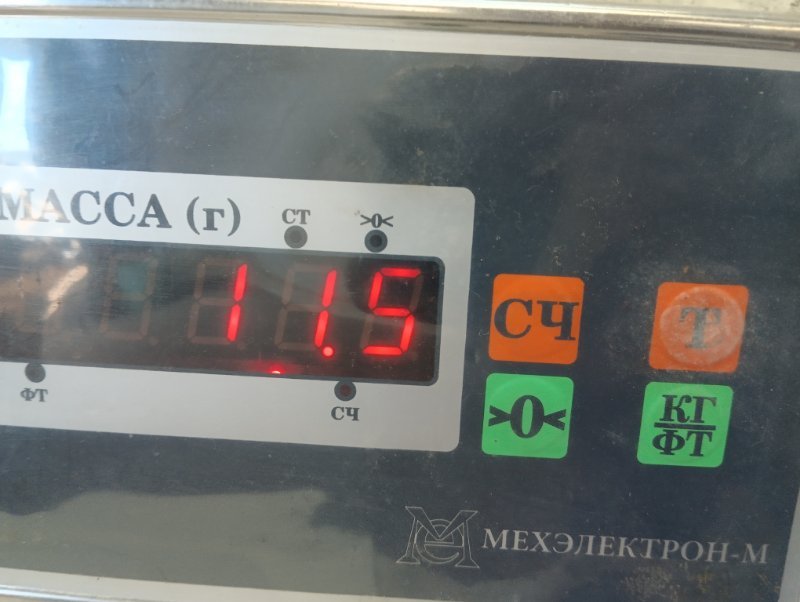 МАССА (г)
СТ
>0<
11.5
ФТ
СЧ
СЧ
Т
>0<
КГ
ФТ
МЕХЭЛЕКТРОН-М